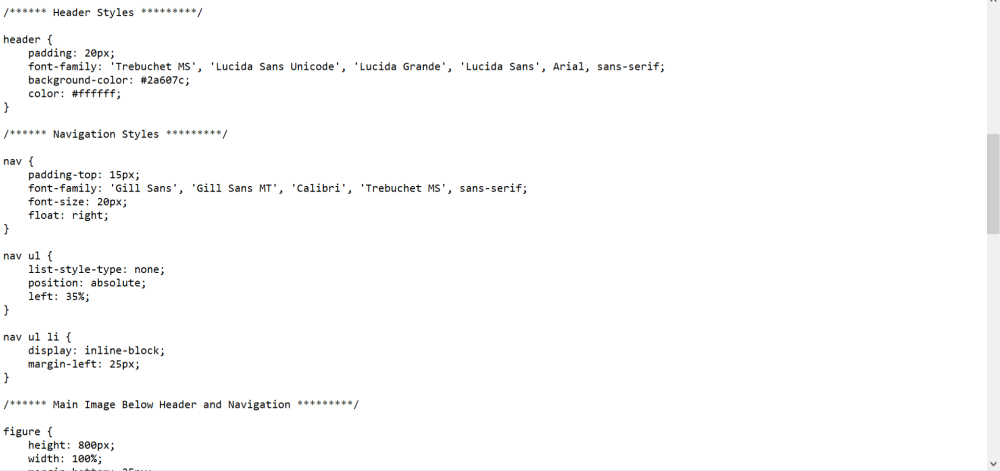 /****** Header Styles *********/
header {
padding: 20px;
font-family: 'Trebuchet MS', 'Lucida Sans Unicode', 'Lucida Grande', 'Lucida Sans', Arial, sans-serif;
background-color: #2a607c;
color: #ffffff;
}
/****** Navigation Styles *********/
nav {
padding-top: 15px;
font-family: 'Gill Sans', 'Gill Sans MT', 'Calibri', 'Trebuchet MS', sans-serif;
font-size: 20px;
float: right;
}
nav ul {
list-style-type: none;
position: absolute;
left: 35%;
}
nav ul li {
display: inline-block;
margin-left: 25px;
}
/****** Main Image Below Header and Navigation *********/
figure {
height: 800px;
width: 100%;